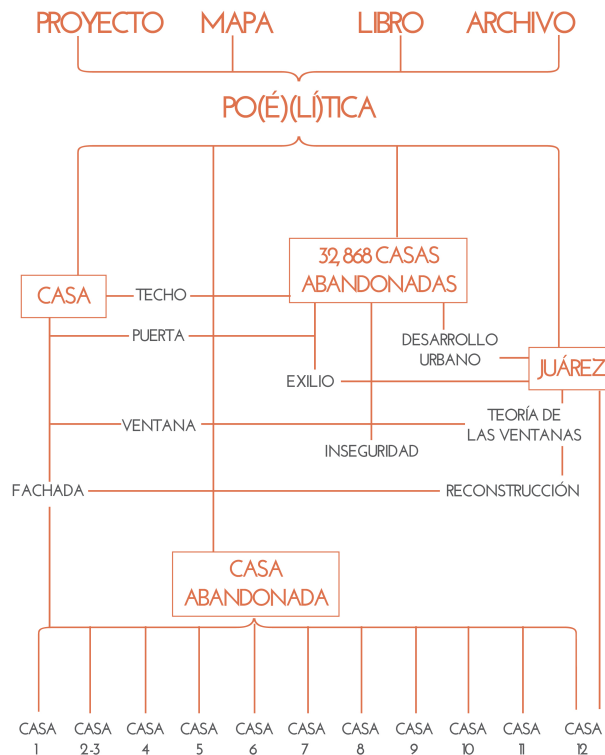 PROYECTO MAPA LIBRO ARCHIVO
PO(É)(LÍ)TICA
32,868 CASAS
ABANDONADAS
CASA
TECHO
PUERTA
DESARROLLO
URBANO
JUÁREZ
EXILIO
VENTANA
TEORÍA DE
LAS VENTANAS
INSEGURIDAD
FACHADA
RECONSTRUCCIÓN
CASA
ABANDONADA
CASA CASA CASA CASA CASA CASA CASA CASA CASA CASA CASA
1 2-3 4 5 6 7 8 9 10 11 12